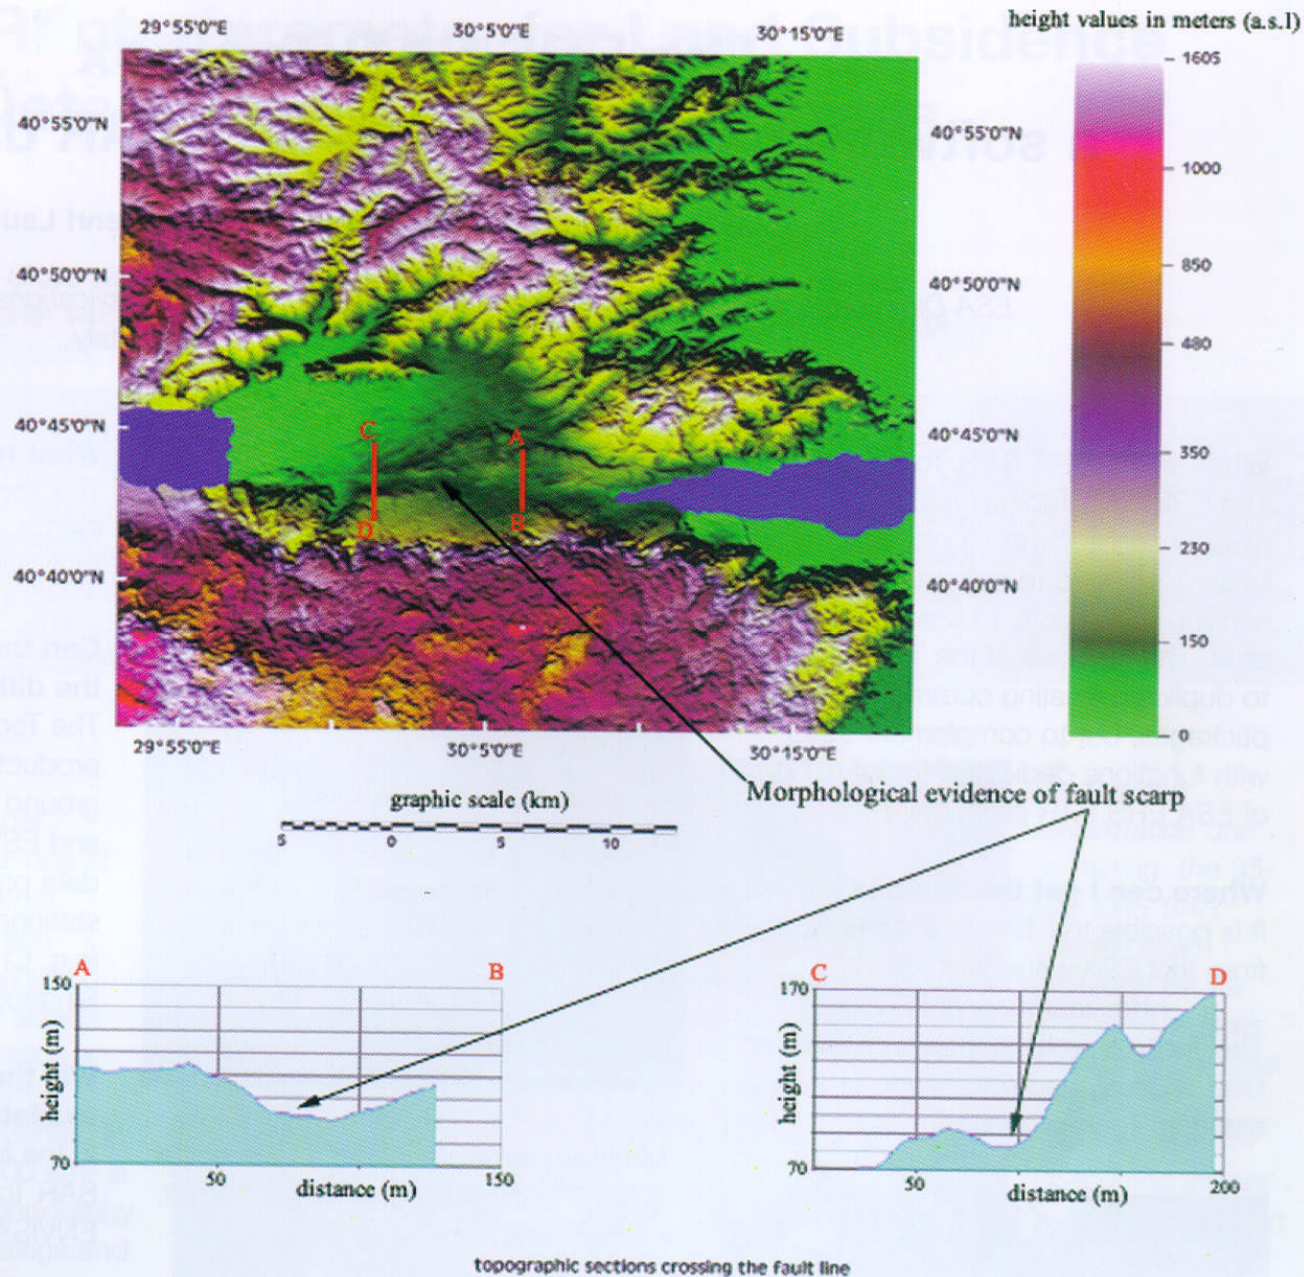 height values in meters (a.s.l)
29°55'0"E 30°5'0"E 30°15'0"E
1605
40°55'0"N 40°55'0"N
1000
40°50'0"N 40°50'0"N
850
480
40°45'0"N 40°45'0"N
C A
350
D B
230
40°40'0"N 40°40'0"N
150
0
29°55'0"E 30°5'0"E 30°15'0"E
graphic scale (km)
5 0 5 10
Morphological evidence of fault scarp
A B
150
height (m)
70
50 150
distance (m)
C D
170
height (m)
70
50 200
distance (m)
topographic sections crossing the fault line